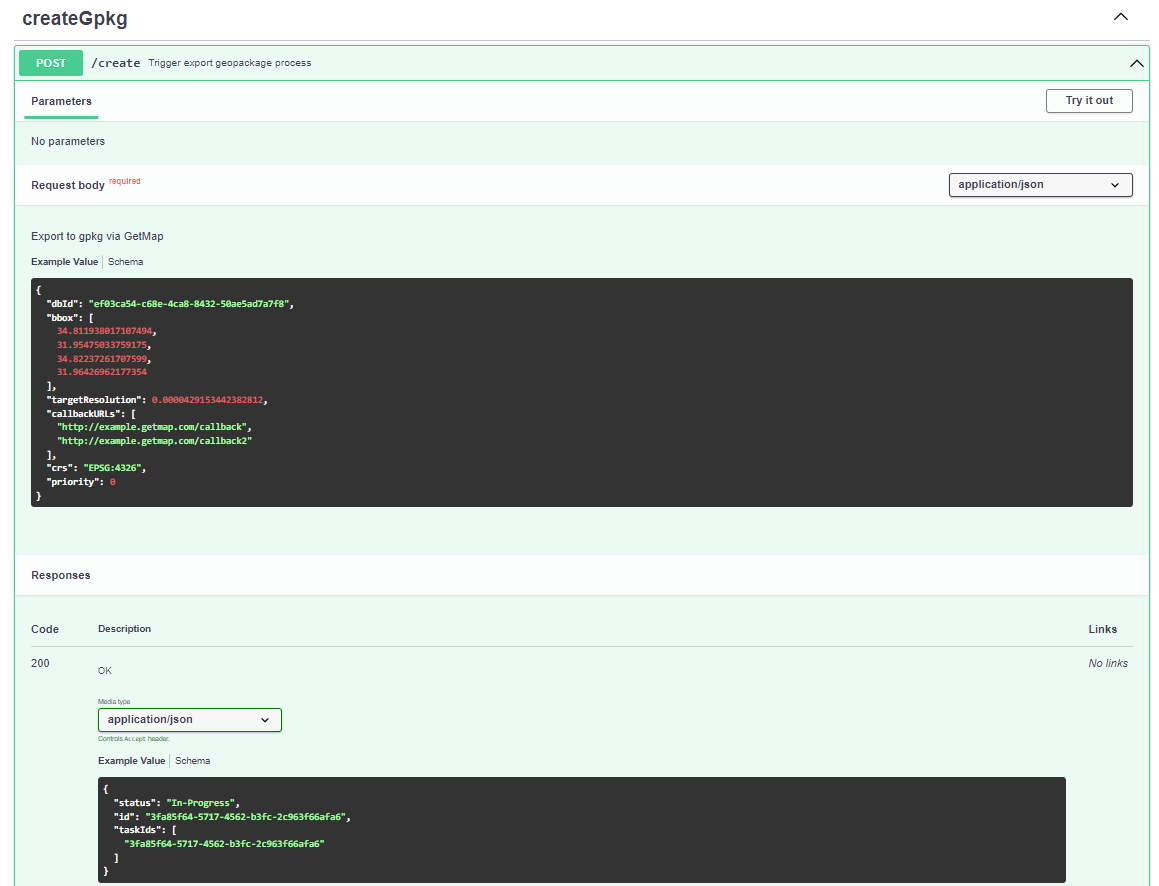 createGpkg
POST /create Trigger export geopackage process
Parameters Try it out
No parameters
Request body required application/json
Export to gpkg via GetMap
Example Value Schema
{
"dbId": "ef03ca54-c68e-4ca8-8432-50ae5ad7a7f8",
"bbox": [
34.811938017107494,
31.95475033759175,
34.82237261707599,
31.96426962177354
],
"targetResolution": 0.0000429153442382812,
"callbackURLs": [
"http://example.getmap.com/callback",
"http://example.getmap.com/callback2"
],
"crs": "EPSG:4326",
"priority": 0
}
Responses
Code Description Links
200 OK No links
Media type
application/json
Controls Accept header.
Example Value Schema
{
"status": "In-Progress",
"id": "3fa85f64-5717-4562-b3fc-2c963f66afa6",
"taskIds": [
"3fa85f64-5717-4562-b3fc-2c963f66afa6"
]
}